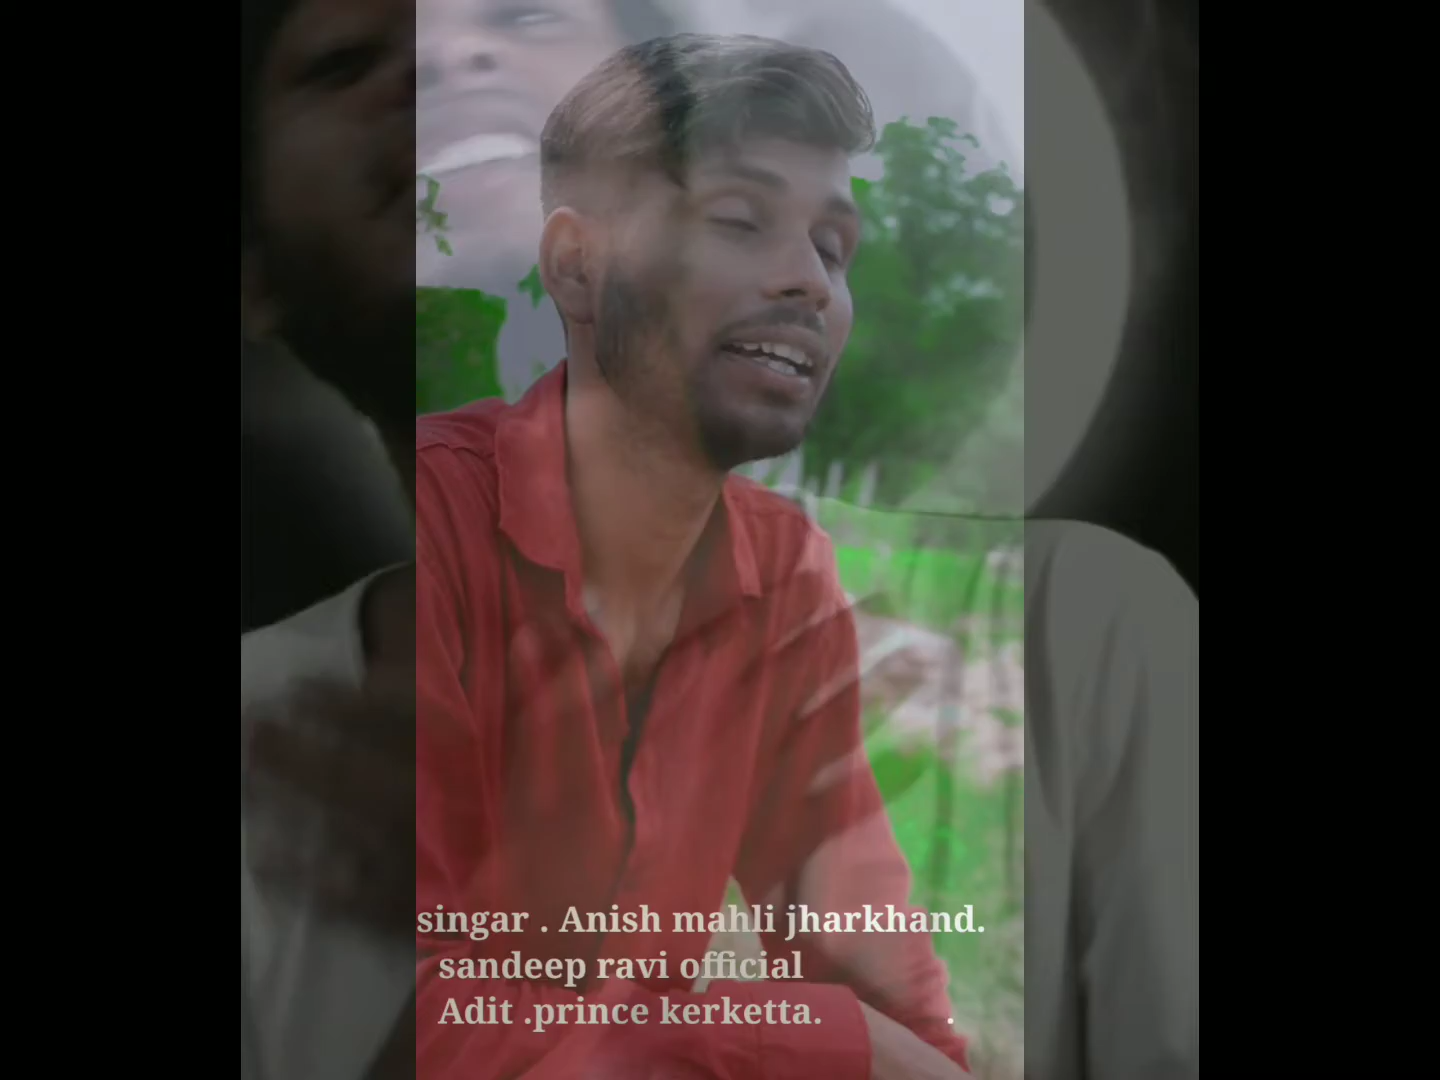 singar . Anish mahli jharkhand.
sandeep ravi official
Adit .prince kerketta. .